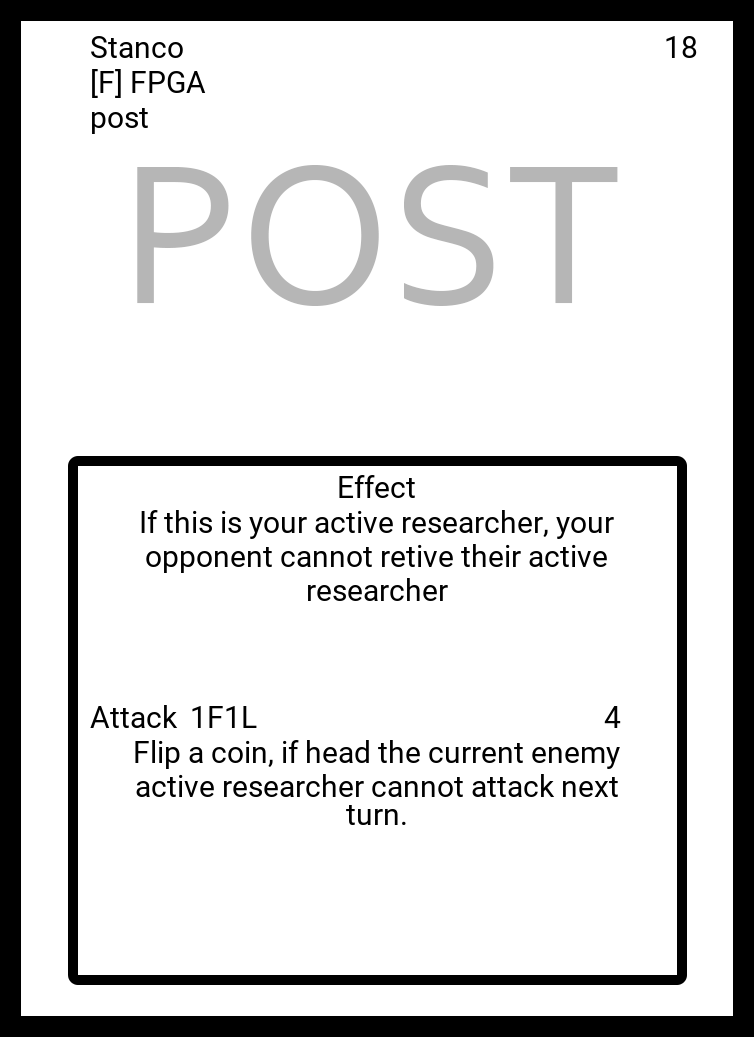 Stanco 18
[F] FPGA
post
POST
Effect
If this is your active researcher, your
opponent cannot retive their active
researcher
Attack 1F1L 4
Flip a coin, if head the current enemy
active researcher cannot attack next
turn.